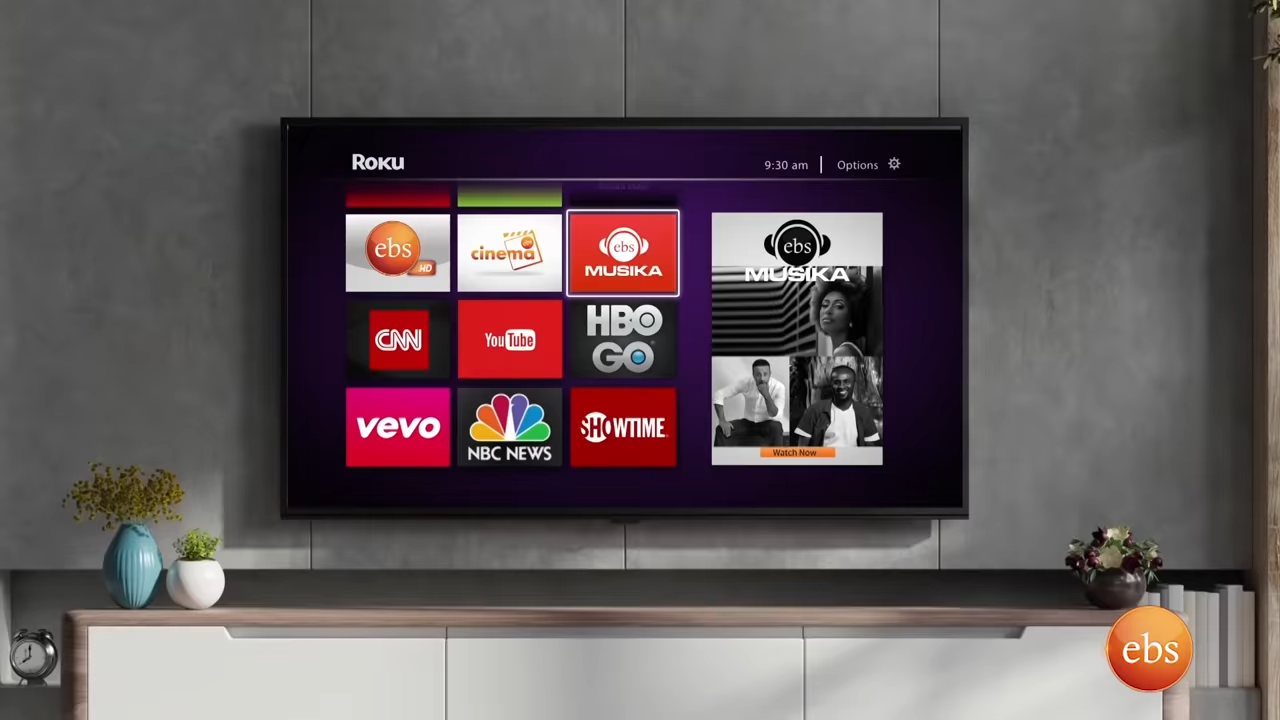 Roku
9:30 am
Options
ebs
HD
cinema
ebs
MUSIKA
ebs
MUSIKA
CNN
YouTube
HBO
GO
vevo
NBC NEWS
SHOWTIME
Watch Now
ebs